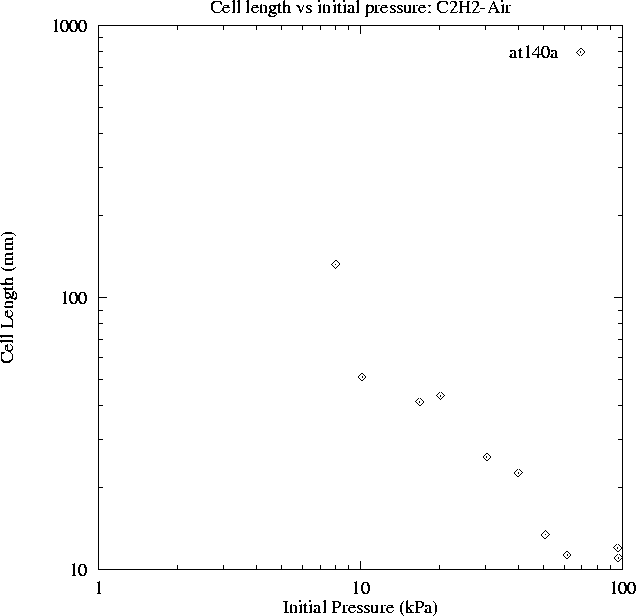 Cell length vs initial pressure: C2H2-Air
1000
at140a
Cell Length (mm)
100
10
1
10
100
Initial Pressure (kPa)